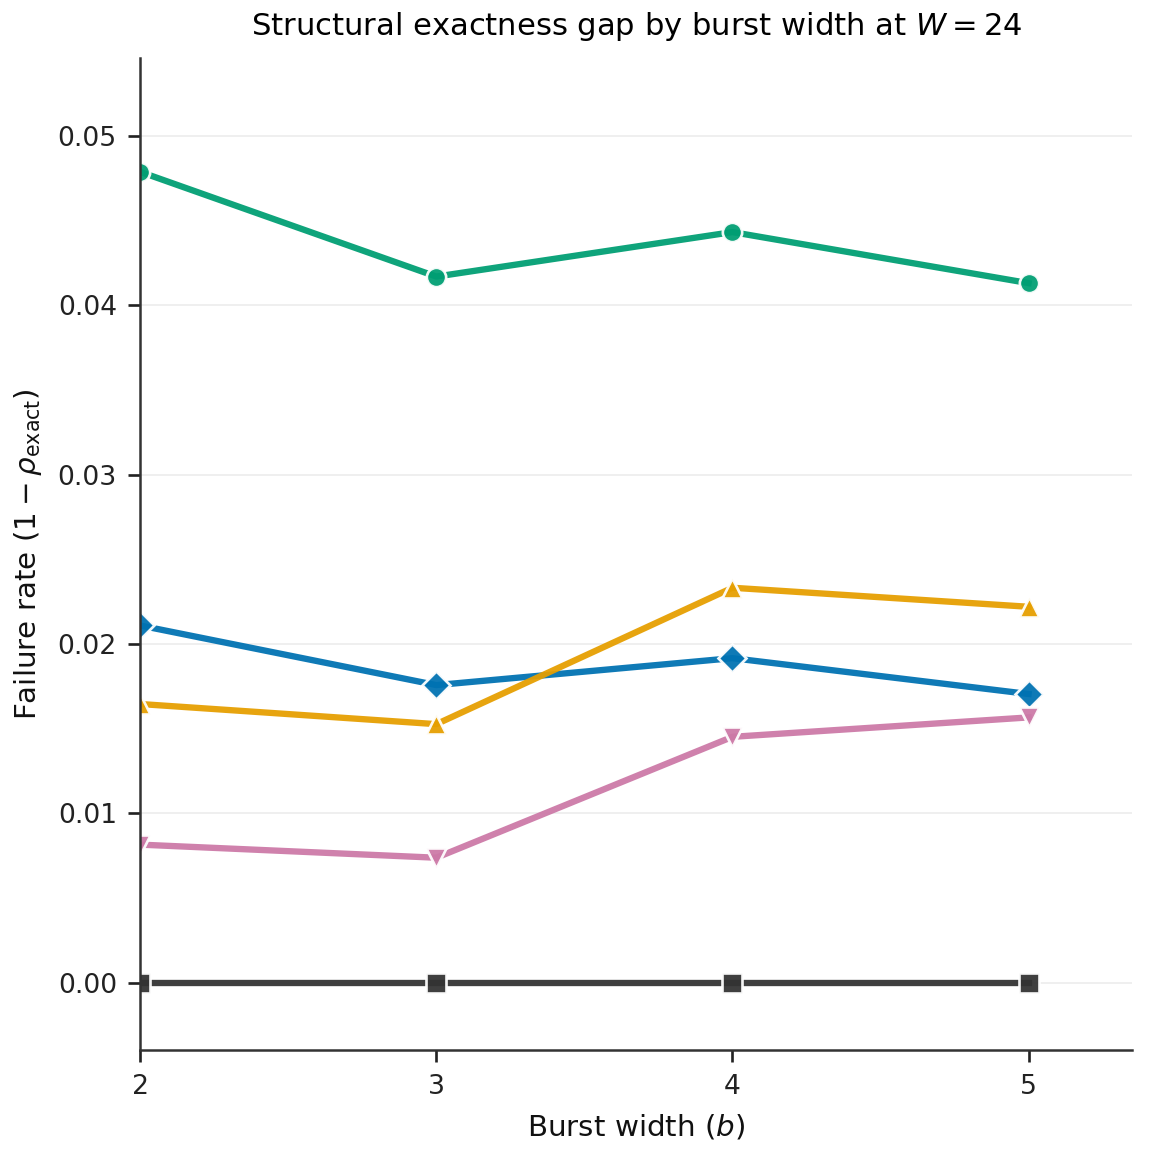 Structural exactness gap by burst width at W = 24
0.05
0.04
0.03
0.02
0.01
0.00
Failure rate (1 − ρexact)
2 3 4 5
Burst width (b)